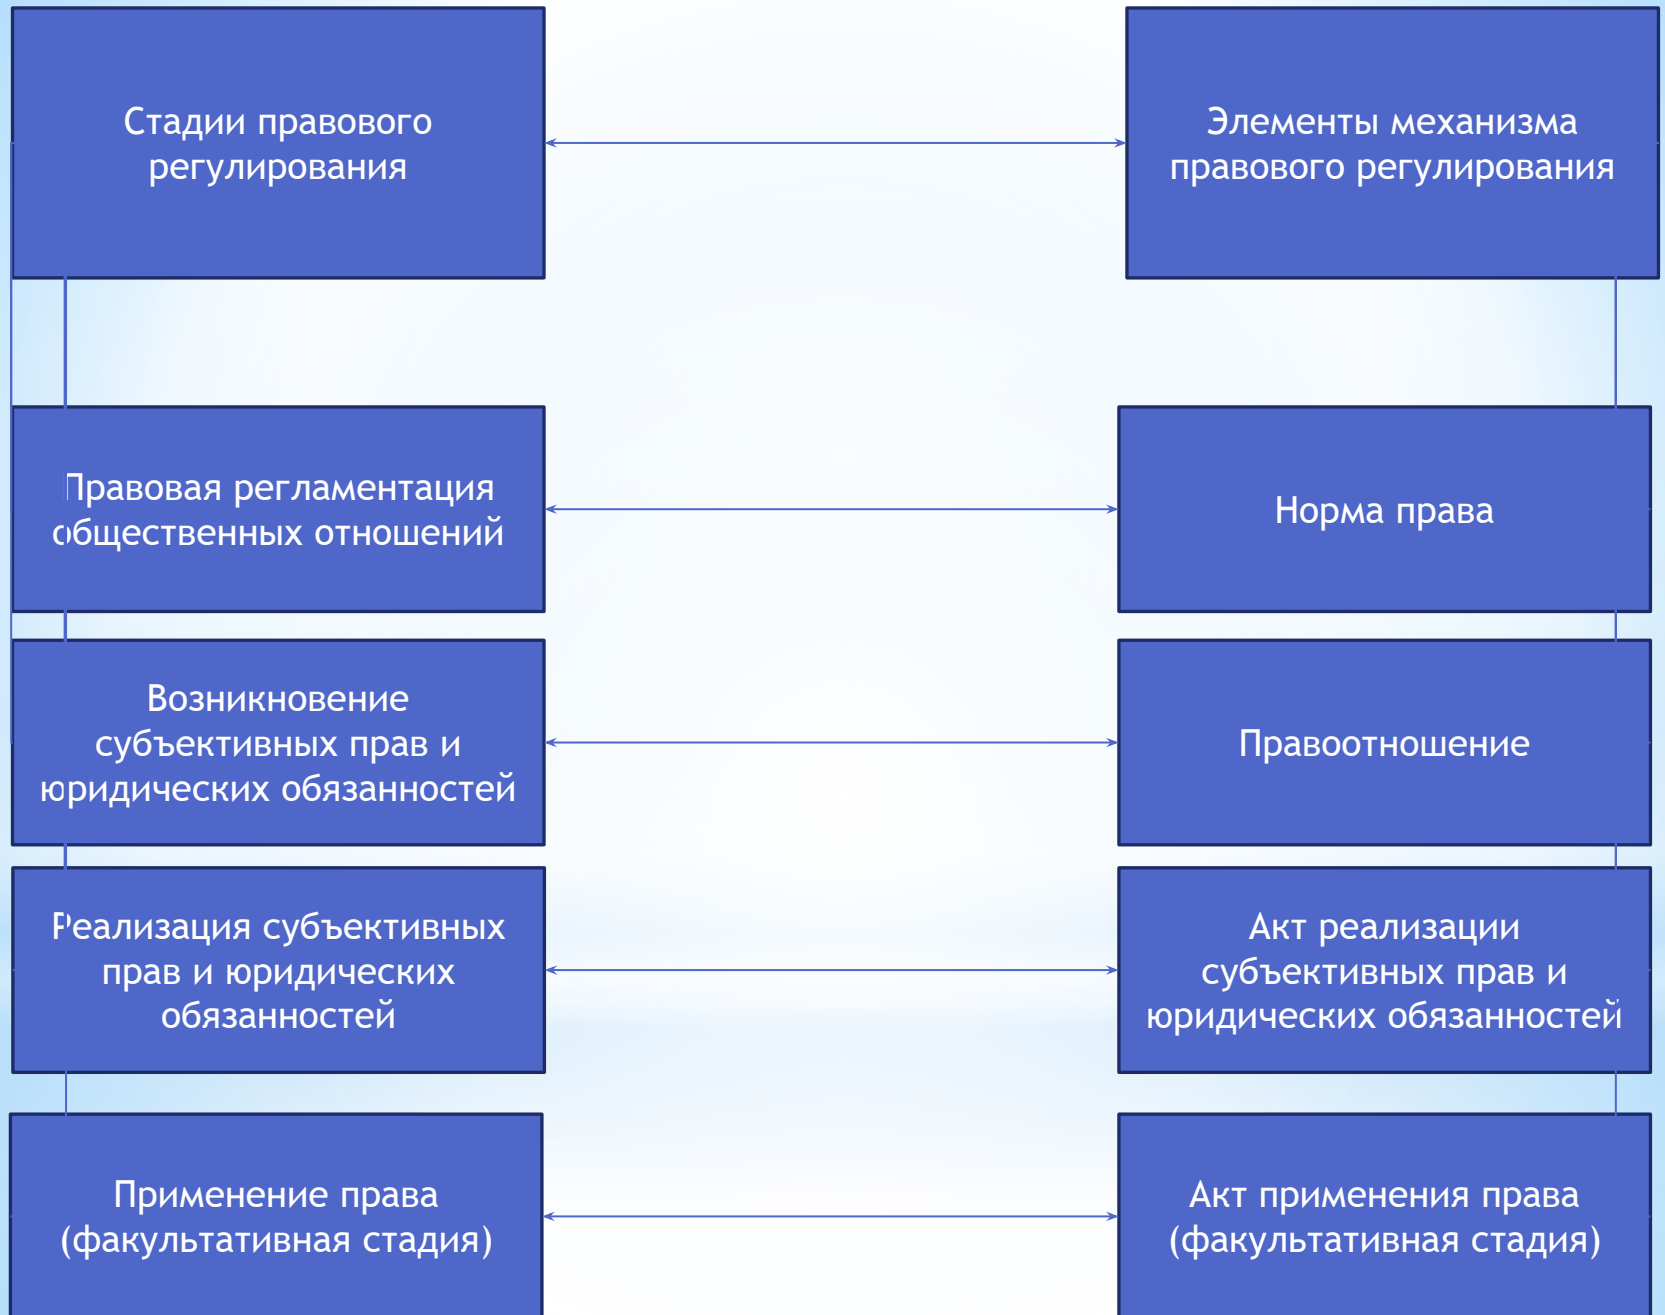 Стадии правового
регулирования
Элементы механизма
правового регулирования
Правовая регламентация
общественных отношений
Норма права
Возникновение
субъективных прав и
юридических обязанностей
Правоотношение
Реализация субъективных
прав и юридических
обязанностей
Акт реализации
субъективных прав и
юридических обязанностей
Применение права
(факультативная стадия)
Акт применения права
(факультативная стадия)